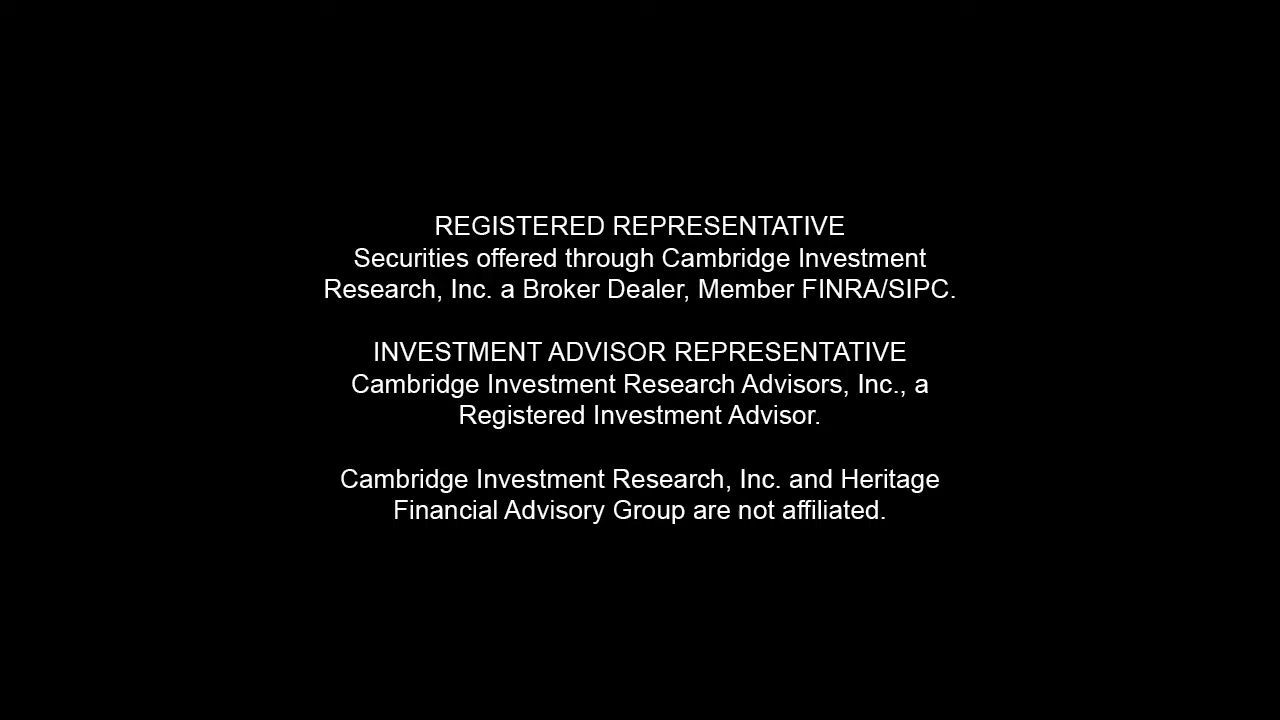 REGISTERED REPRESENTATIVE
Securities offered through Cambridge Investment
Research, Inc. a Broker Dealer, Member FINRA/SIPC.
INVESTMENT ADVISOR REPRESENTATIVE
Cambridge Investment Research Advisors, Inc., a
Registered Investment Advisor.
Cambridge Investment Research, Inc. and Heritage
Financial Advisory Group are not affiliated.